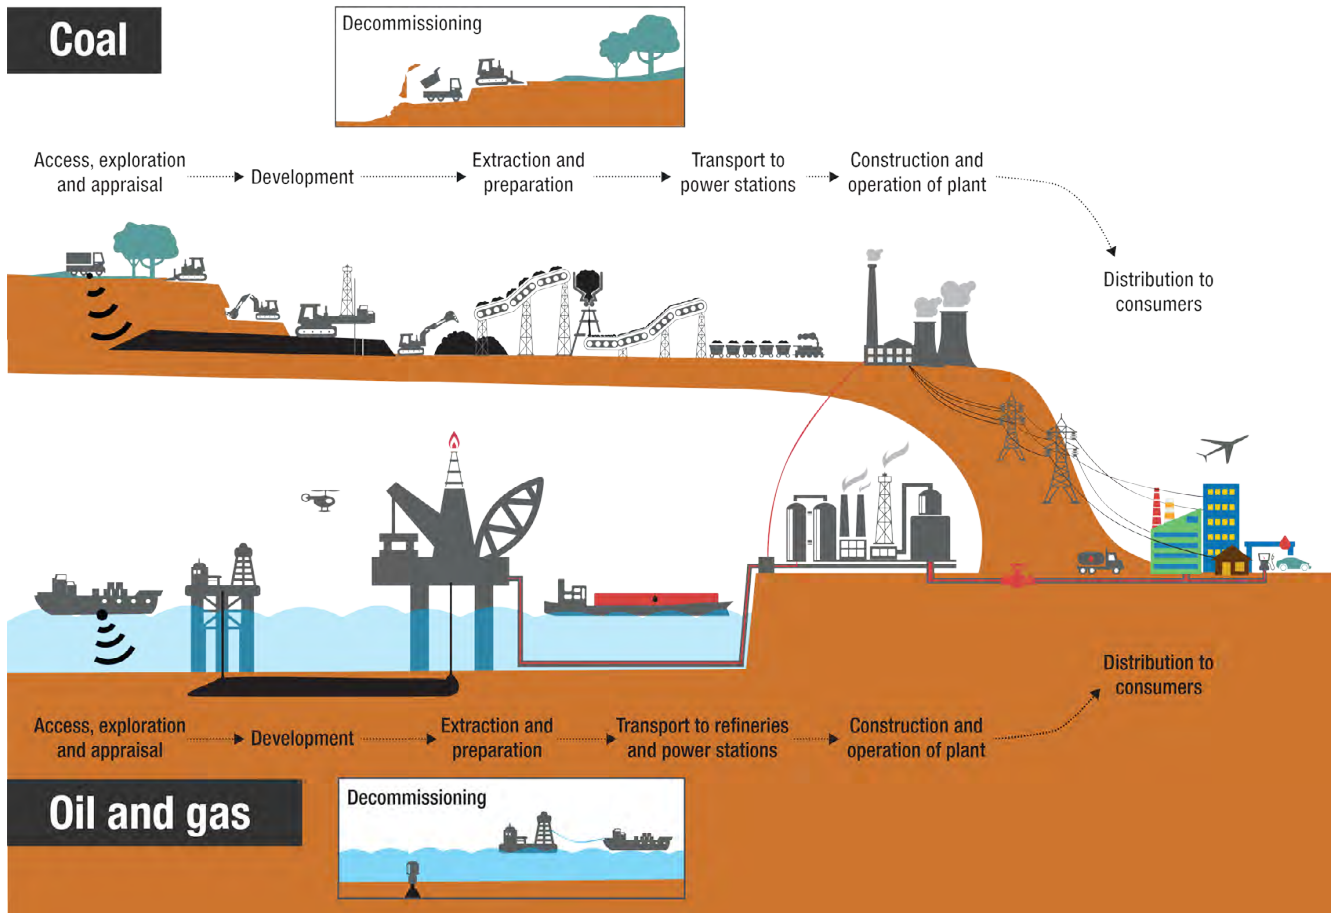 Coal
Decommissioning
Access, exploration
and appraisal
Development
Extraction and
preparation
Transport to
power stations
Construction and
operation of plant
Distribution to
consumers
Distribution to
consumers
Access, exploration
and appraisal
Development
Extraction and
preparation
Transport to refineries
and power stations
Construction and
operation of plant
Oil and gas
Decommissioning